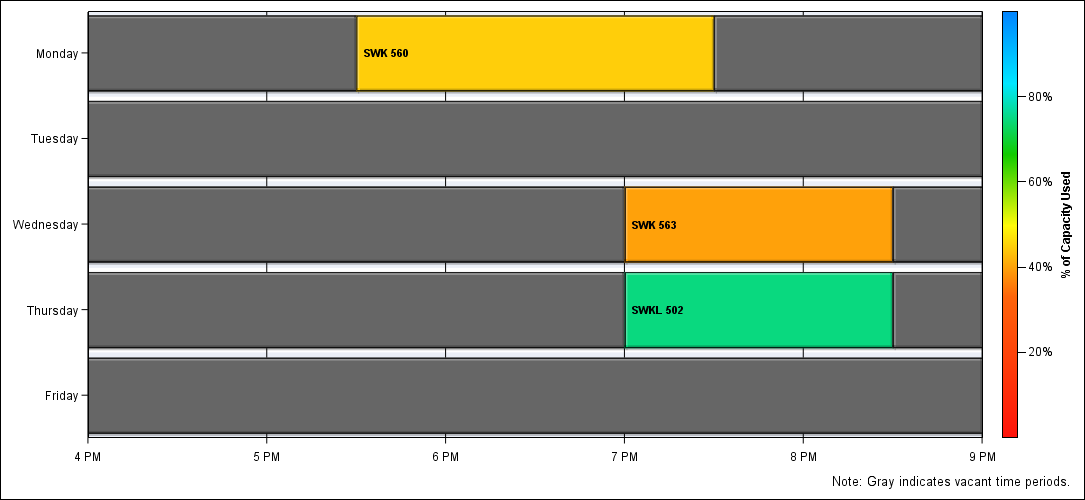 Monday
SWK 560
Tuesday
Wednesday
SWK 563
Thursday
SWKL 502
Friday
4 PM 5 PM 6 PM 7 PM 8 PM 9 PM
80%
60%
40%
20%
% of Capacity Used
Note: Gray indicates vacant time periods.